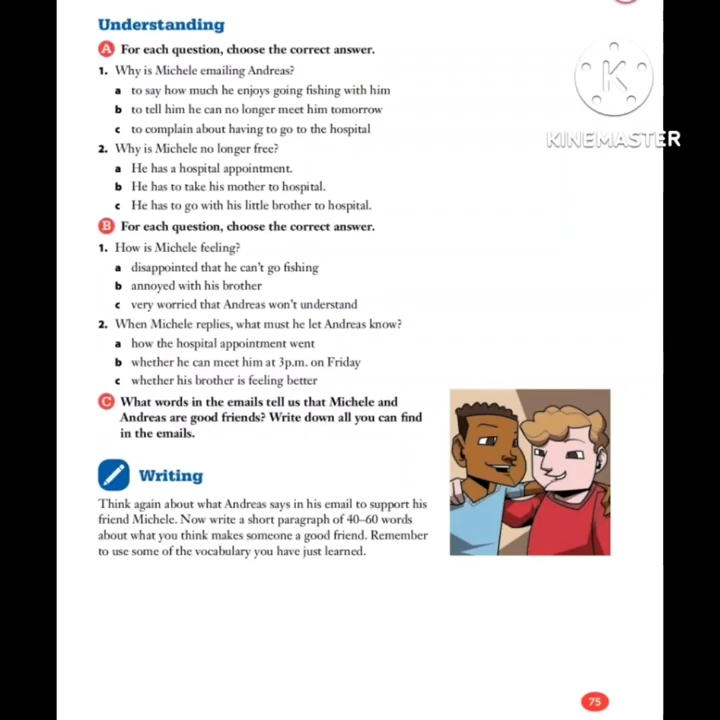 Understanding
A For each question, choose the correct answer.
1. Why is Michele emailing Andreas?
a to say how much he enjoys going fishing with him
b to tell him he can no longer meet him tomorrow
c to complain about having to go to the hospital
2. Why is Michele no longer free?
a He has a hospital appointment.
b He has to take his mother to hospital.
c He has to go with his little brother to hospital.
B For each question, choose the correct answer.
1. How is Michele feeling?
a disappointed that he can't go fishing
b annoyed with his brother
c very worried that Andreas won't understand
2. When Michele replies, what must he let Andreas know?
a how the hospital appointment went
b whether he can meet him at 3p.m. on Friday
c whether his brother is feeling better
C What words in the emails tell us that Michele and
Andreas are good friends? Write down all you can find
in the emails.
Writing
Think again about what Andreas says in his email to support his
friend Michele. Now write a short paragraph of 40–60 words
about what you think makes someone a good friend. Remember
to use some of the vocabulary you have just learned.
75
K
KINEMASTER